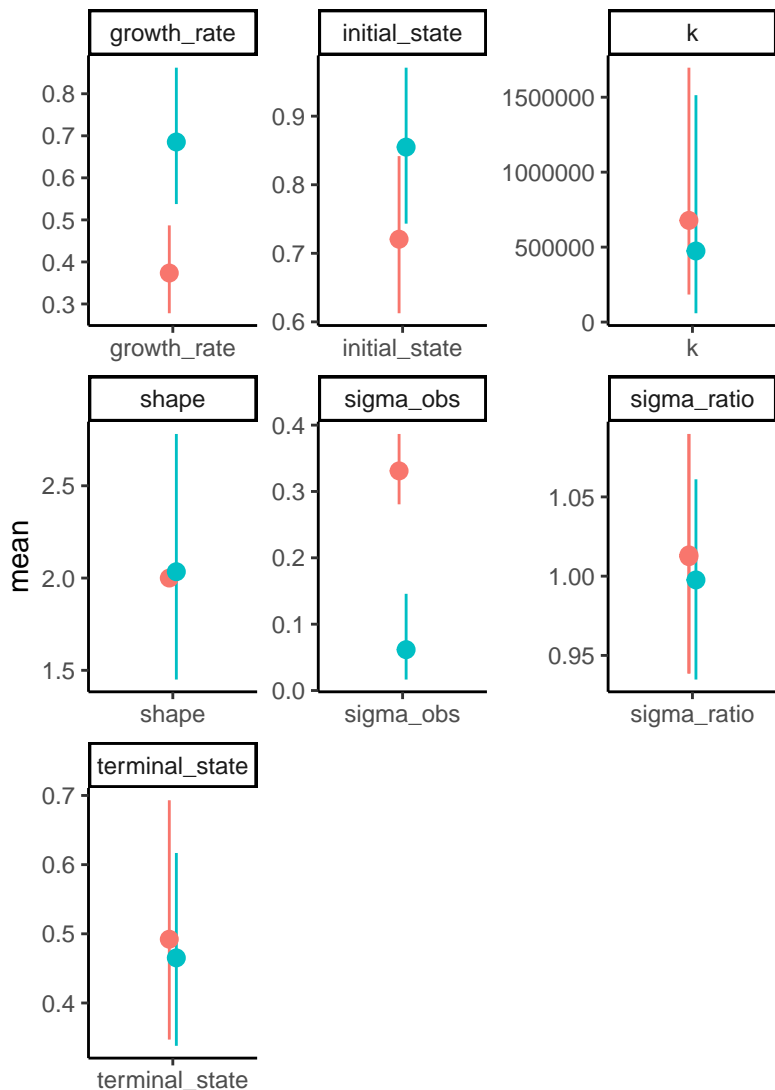 growth_rate
initial_state
k
0.8
0.7
0.6
0.5
0.4
0.3
growth_rate
0.9
0.8
0.7
0.6
initial_state
1500000
1000000
500000
0
k
shape
sigma_obs
sigma_ratio
mean
2.5
2.0
1.5
shape
0.4
0.3
0.2
0.1
0.0
sigma_obs
1.05
1.00
0.95
sigma_ratio
terminal_state
0.7
0.6
0.5
0.4
terminal_state